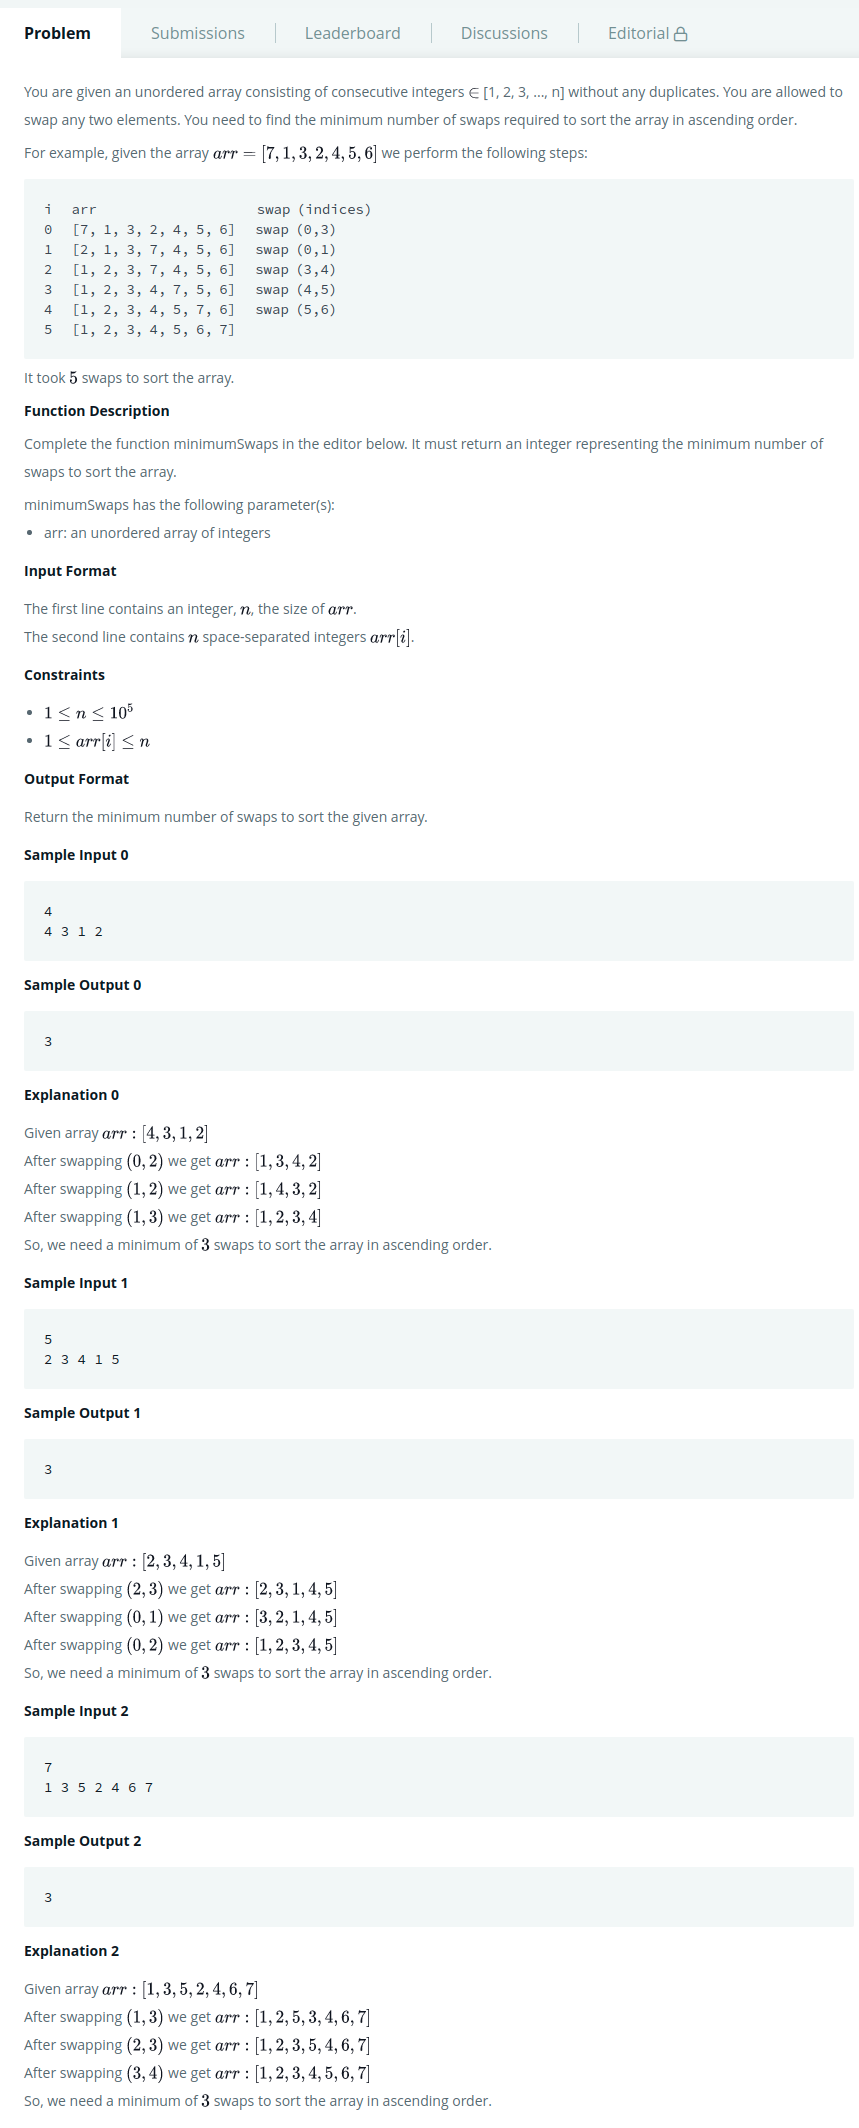 Problem Submissions Leaderboard Discussions Editorial
You are given an unordered array consisting of consecutive integers ∈ [1, 2, 3, ..., n] without any duplicates. You are allowed to
swap any two elements. You need to find the minimum number of swaps required to sort the array in ascending order.
For example, given the array arr = [7, 1, 3, 2, 4, 5, 6] we perform the following steps:
i arr swap (indices)
0 [7, 1, 3, 2, 4, 5, 6] swap (0,3)
1 [2, 1, 3, 7, 4, 5, 6] swap (0,1)
2 [1, 2, 3, 7, 4, 5, 6] swap (3,4)
3 [1, 2, 3, 4, 7, 5, 6] swap (4,5)
4 [1, 2, 3, 4, 5, 7, 6] swap (5,6)
5 [1, 2, 3, 4, 5, 6, 7]
It took 5 swaps to sort the array.
Function Description
Complete the function minimumSwaps in the editor below. It must return an integer representing the minimum number of
swaps to sort the array.
minimumSwaps has the following parameter(s):
• arr: an unordered array of integers
Input Format
The first line contains an integer, n, the size of arr.
The second line contains n space-separated integers arr[i].
Constraints
• 1 ≤ n ≤ 10⁵
• 1 ≤ arr[i] ≤ n
Output Format
Return the minimum number of swaps to sort the given array.
Sample Input 0
4
4 3 1 2
Sample Output 0
3
Explanation 0
Given array arr : [4, 3, 1, 2]
After swapping (0, 2) we get arr : [1, 3, 4, 2]
After swapping (1, 2) we get arr : [1, 4, 3, 2]
After swapping (1, 3) we get arr : [1, 2, 3, 4]
So, we need a minimum of 3 swaps to sort the array in ascending order.
Sample Input 1
5
2 3 4 1 5
Sample Output 1
3
Explanation 1
Given array arr : [2, 3, 4, 1, 5]
After swapping (2, 3) we get arr : [2, 3, 1, 4, 5]
After swapping (0, 1) we get arr : [3, 2, 1, 4, 5]
After swapping (0, 2) we get arr : [1, 2, 3, 4, 5]
So, we need a minimum of 3 swaps to sort the array in ascending order.
Sample Input 2
7
1 3 5 2 4 6 7
Sample Output 2
3
Explanation 2
Given array arr : [1, 3, 5, 2, 4, 6, 7]
After swapping (1, 3) we get arr : [1, 2, 5, 3, 4, 6, 7]
After swapping (2, 3) we get arr : [1, 2, 3, 5, 4, 6, 7]
After swapping (3, 4) we get arr : [1, 2, 3, 4, 5, 6, 7]
So, we need a minimum of 3 swaps to sort the array in ascending order.